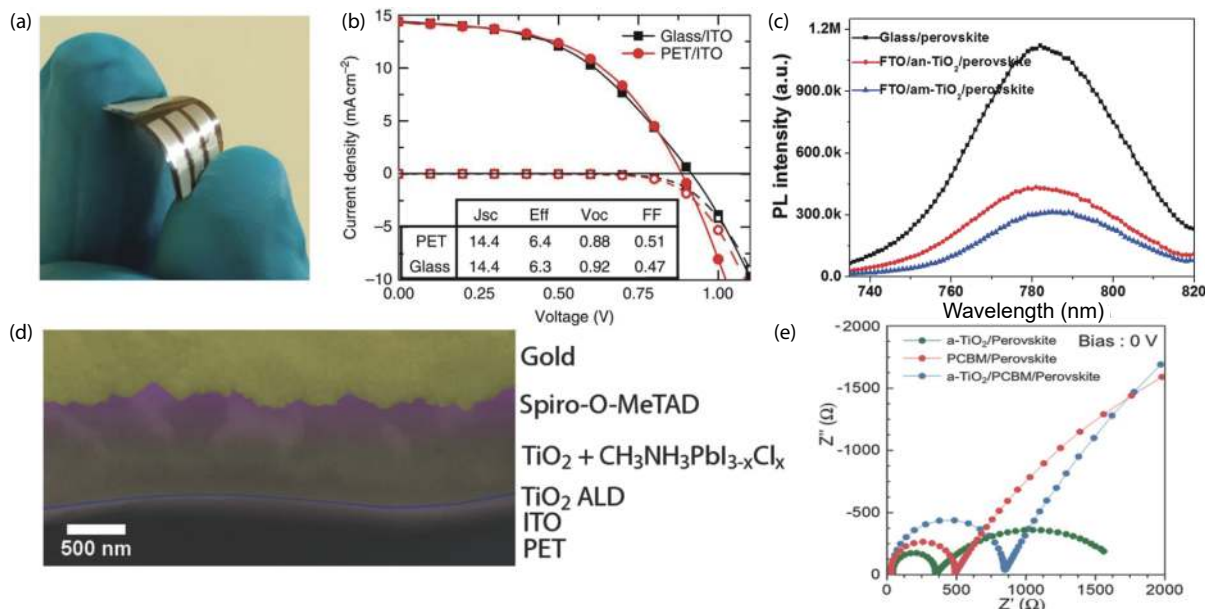 (a)
(b)
Current density (mA cm⁻²)
15
10
5
0
−5
−10
Glass/ITO
PET/ITO
Jsc Eff Voc FF
PET 14.4 6.4 0.88 0.51
Glass 14.4 6.3 0.92 0.47
0.00 0.25 0.50 0.75 1.00
Voltage (V)
(c)
PL intensity (a.u.)
1.2M
900.0k
600.0k
300.0k
0.0
Glass/perovskite
FTO/an-TiO₂/perovskite
FTO/am-TiO₂/perovskite
740 760 780 800 820
Wavelength (nm)
(d)
Gold
Spiro-O-MeTAD
TiO₂ + CH₃NH₃PbI₃₋ₓClₓ
TiO₂ ALD
ITO
PET
500 nm
(e)
Z'' (Ω)
-2000
-1500
-1000
-500
0
a-TiO₂/Perovskite
PCBM/Perovskite
a-TiO₂/PCBM/Perovskite
Bias : 0 V
0 500 1000 1500 2000
Z' (Ω)